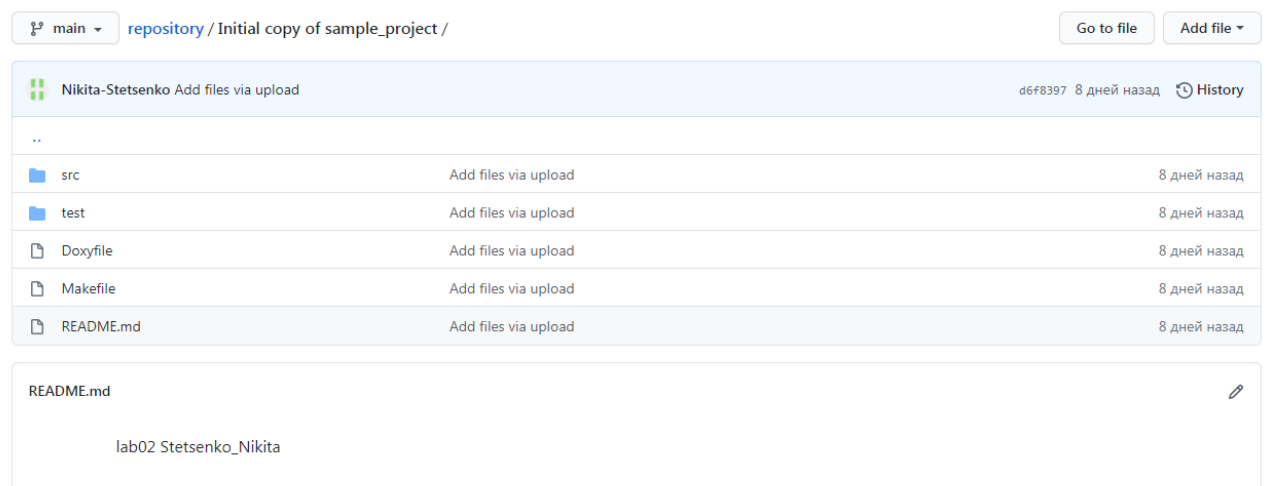 main repository / Initial copy of sample_project / Go to file Add file
Nikita-Stetsenko Add files via upload d6f8397 8 дней назад History
..
src Add files via upload 8 дней назад
test Add files via upload 8 дней назад
Doxyfile Add files via upload 8 дней назад
Makefile Add files via upload 8 дней назад
README.md Add files via upload 8 дней назад
README.md
lab02 Stetsenko_Nikita